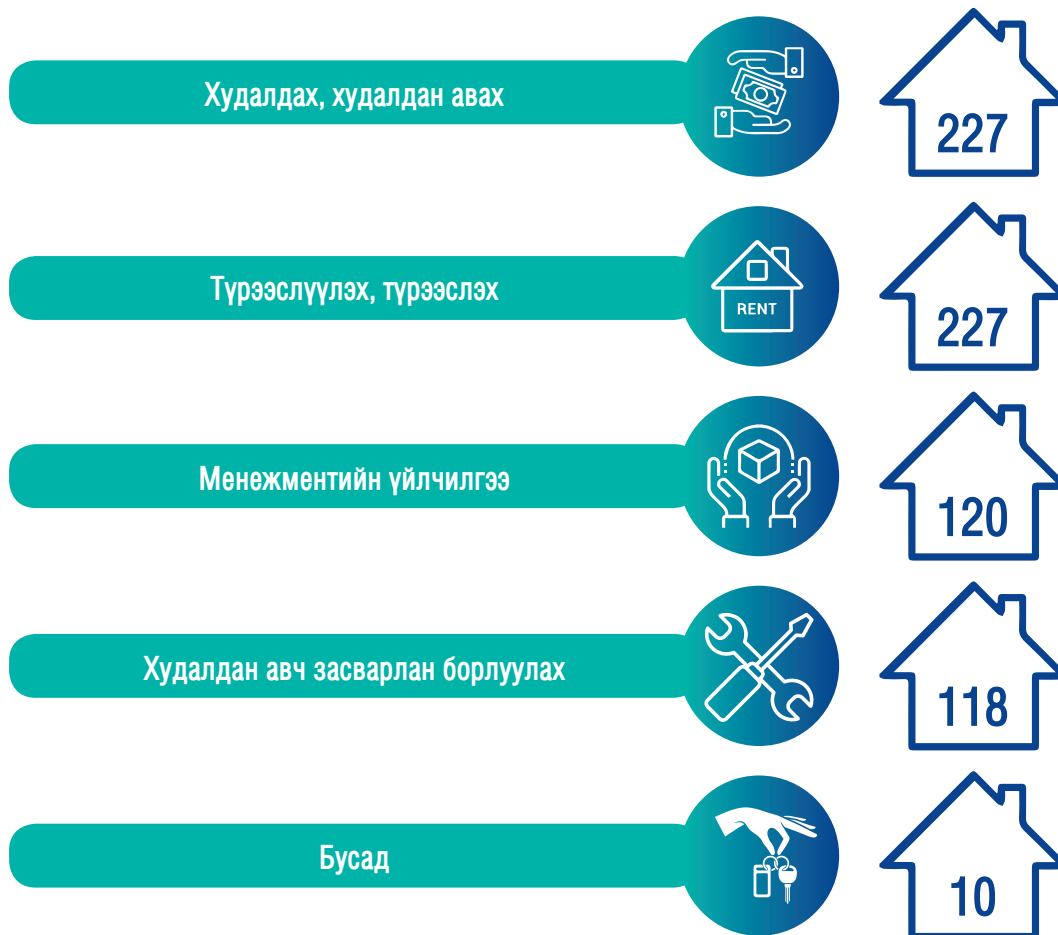 Худалдах, худалдан авах
227
Түрээслүүлэх, түрээслэх
RENT
227
Менежментийн үйлчилгээ
120
Худалдан авч засварлан борлуулах
118
Бусад
10